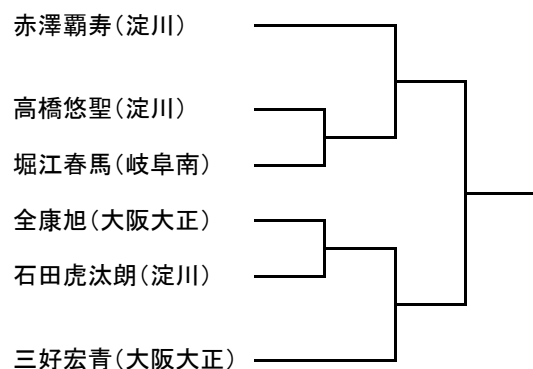 赤澤覇寿（淀川）
高橋悠聖（淀川）
堀江春馬（岐阜南）
全康旭（大阪大正）
石田虎汰朗（淀川）
三好宏青（大阪大正）